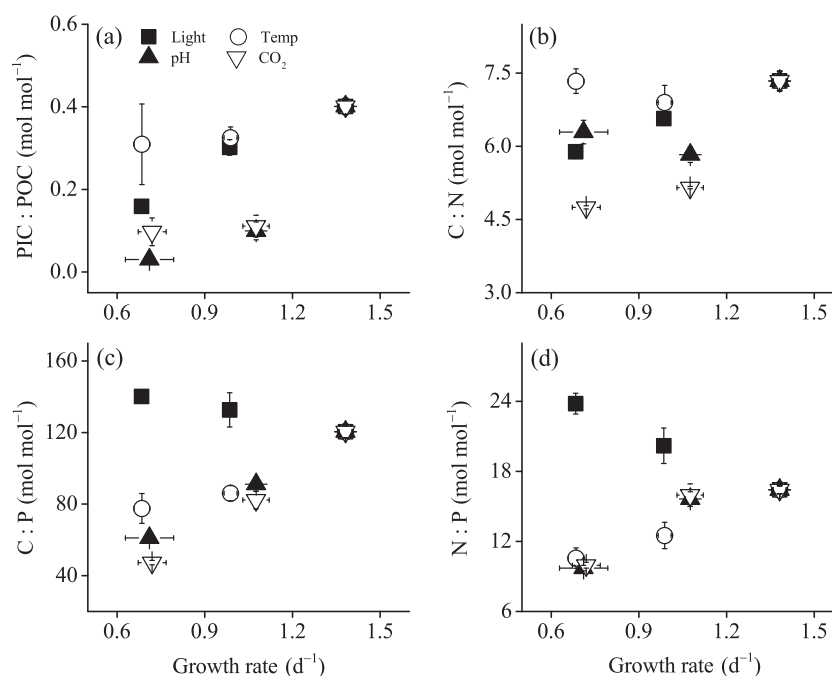 (a)
Light
Temp
pH
CO₂
PIC : POC (mol mol⁻¹)
0.6
0.4
0.2
0.0
0.6
0.9
1.2
1.5
(b)
C : N (mol mol⁻¹)
7.5
6.0
4.5
3.0
0.6
0.9
1.2
1.5
(c)
C : P (mol mol⁻¹)
160
120
80
40
0.6
0.9
1.2
1.5
Growth rate (d⁻¹)
(d)
N : P (mol mol⁻¹)
24
18
12
6
0.6
0.9
1.2
1.5
Growth rate (d⁻¹)